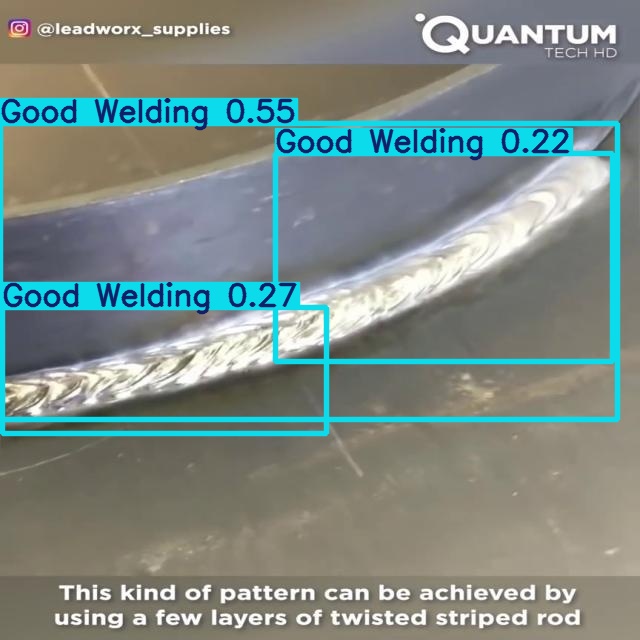 @leadworx_supplies
QUANTUM
TECH HD
Good Welding 0.55
Good Welding 0.22
Good Welding 0.27
This kind of pattern can be achieved by
using a few layers of twisted striped rod